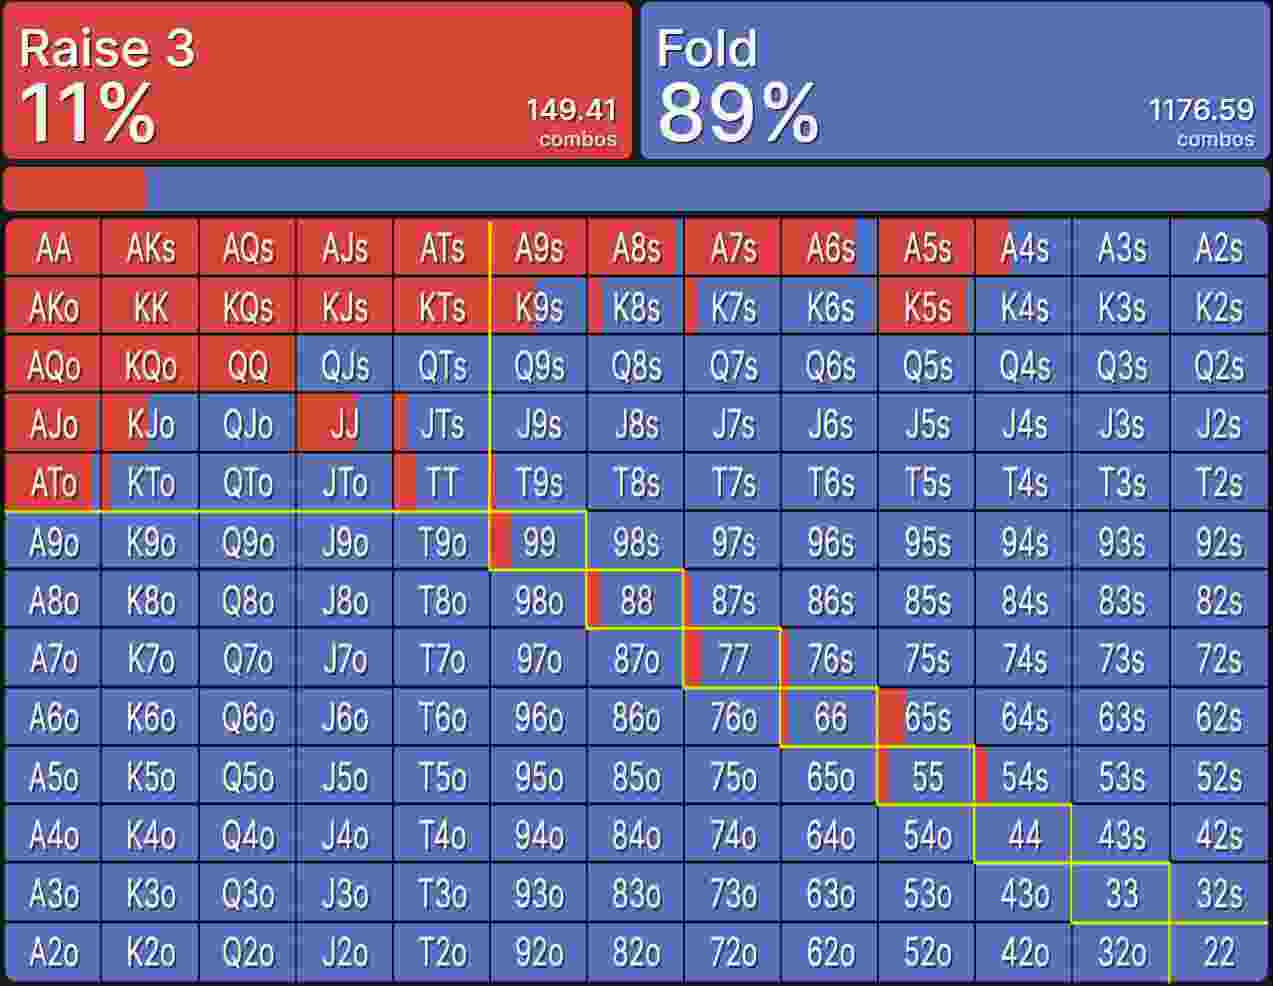 Raise 3 Fold
11% 149.41 combos 89% 1176.59 combos
AA AKs AQs AJs ATs A9s A8s A7s A6s A5s A4s A3s A2s
AKo KK KQs KJs KTs K9s K8s K7s K6s K5s K4s K3s K2s
AQo KQo QQ QJs QTs Q9s Q8s Q7s Q6s Q5s Q4s Q3s Q2s
AJo KJo QJo JJ JTs J9s J8s J7s J6s J5s J4s J3s J2s
ATo KTo QTo JTo TT T9s T8s T7s T6s T5s T4s T3s T2s
A9o K9o Q9o J9o T9o 99 98s 97s 96s 95s 94s 93s 92s
A8o K8o Q8o J8o T8o 98o 88 87s 86s 85s 84s 83s 82s
A7o K7o Q7o J7o T7o 97o 87o 77 76s 75s 74s 73s 72s
A6o K6o Q6o J6o T6o 96o 86o 76o 66 65s 64s 63s 62s
A5o K5o Q5o J5o T5o 95o 85o 75o 65o 55 54s 53s 52s
A4o K4o Q4o J4o T4o 94o 84o 74o 64o 54o 44 43s 42s
A3o K3o Q3o J3o T3o 93o 83o 73o 63o 53o 43o 33 32s
A2o K2o Q2o J2o T2o 92o 82o 72o 62o 52o 42o 32o 22